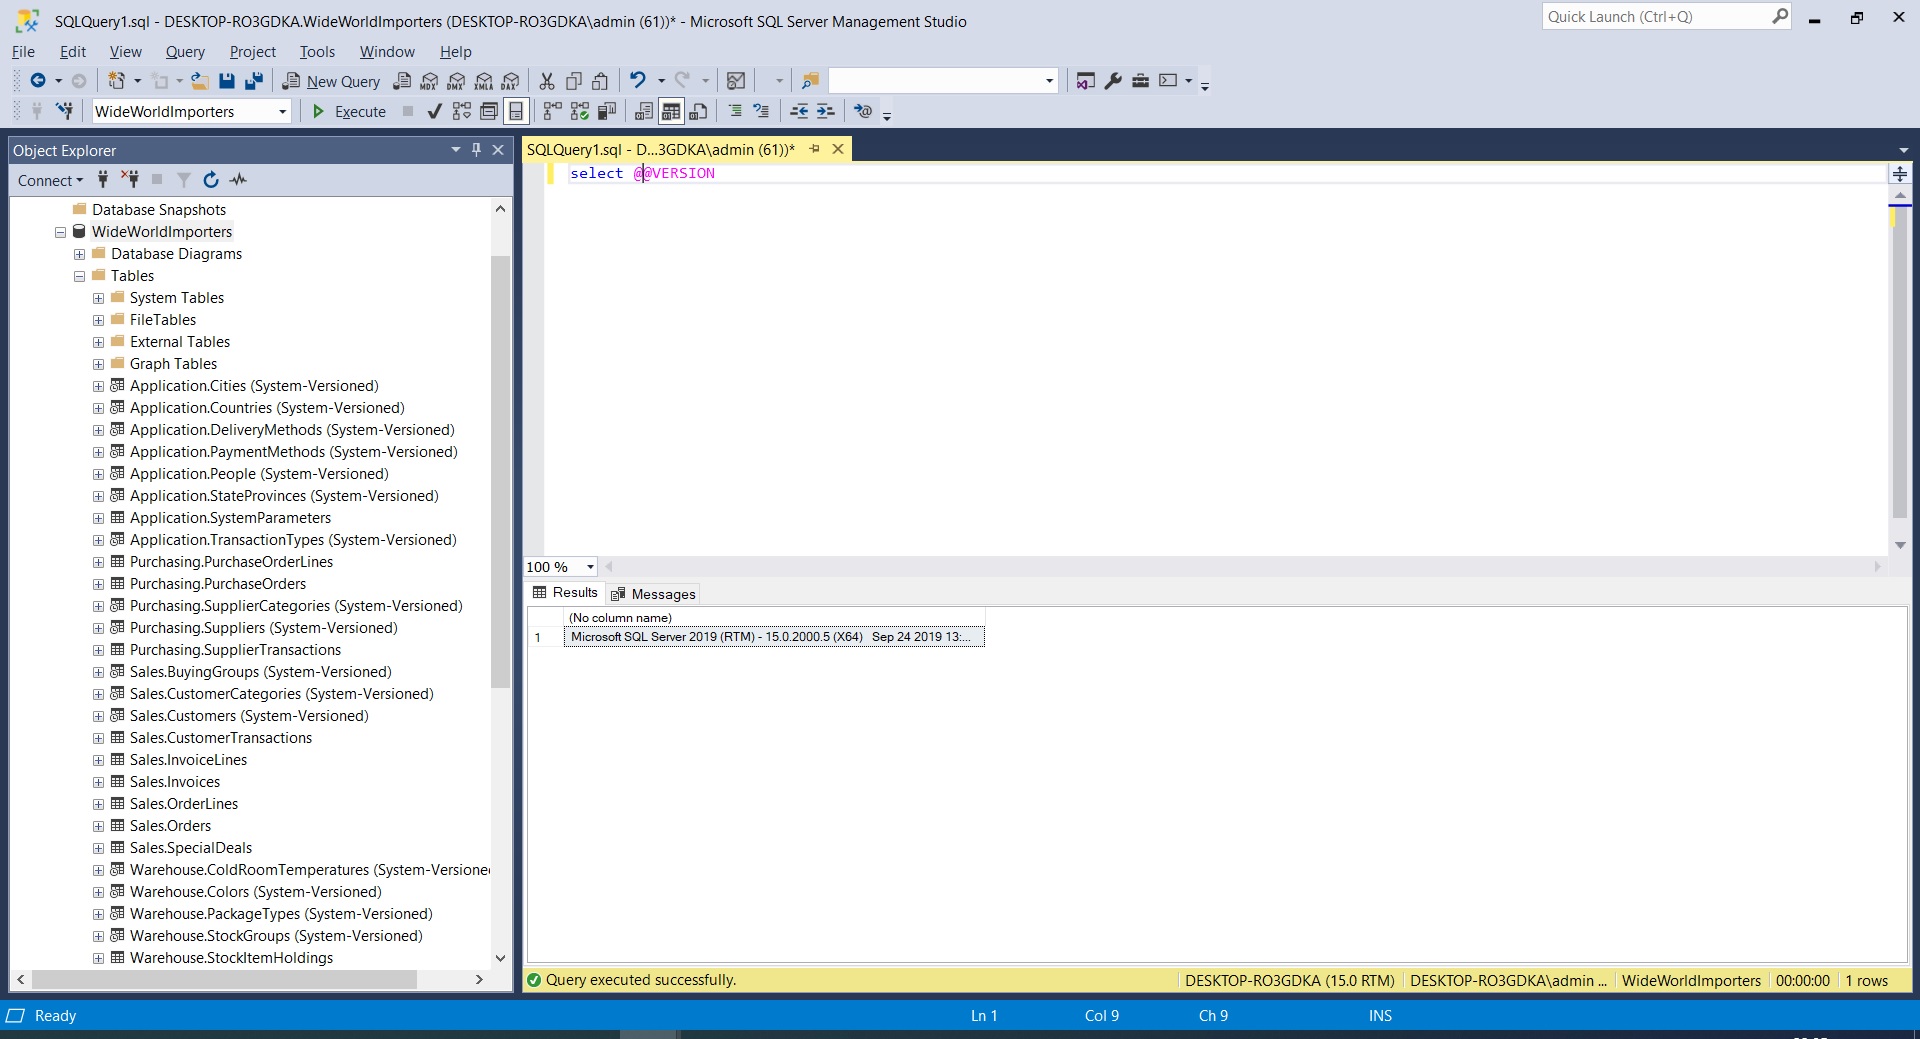 SQLQuery1.sql - DESKTOP-RO3GDKA.WideWorldImporters (DESKTOP-RO3GDKA\admin (61))* - Microsoft SQL Server Management Studio
Quick Launch (Ctrl+Q)
File Edit View Query Project Tools Window Help
New Query MDX DMX XMLA DAX
WideWorldImporters Execute
Object Explorer
Connect
Database Snapshots
WideWorldImporters
Database Diagrams
Tables
System Tables
FileTables
External Tables
Graph Tables
Application.Cities (System-Versioned)
Application.Countries (System-Versioned)
Application.DeliveryMethods (System-Versioned)
Application.PaymentMethods (System-Versioned)
Application.People (System-Versioned)
Application.StateProvinces (System-Versioned)
Application.SystemParameters
Application.TransactionTypes (System-Versioned)
Purchasing.PurchaseOrderLines
Purchasing.PurchaseOrders
Purchasing.SupplierCategories (System-Versioned)
Purchasing.Suppliers (System-Versioned)
Purchasing.SupplierTransactions
Sales.BuyingGroups (System-Versioned)
Sales.CustomerCategories (System-Versioned)
Sales.Customers (System-Versioned)
Sales.CustomerTransactions
Sales.InvoiceLines
Sales.Invoices
Sales.OrderLines
Sales.Orders
Sales.SpecialDeals
Warehouse.ColdRoomTemperatures (System-Versione
Warehouse.Colors (System-Versioned)
Warehouse.PackageTypes (System-Versioned)
Warehouse.StockGroups (System-Versioned)
Warehouse.StockItemHoldings
SQLQuery1.sql - D...3GDKA\admin (61))*
select @@VERSION
100 %
Results Messages
(No column name)
1 Microsoft SQL Server 2019 (RTM) - 15.0.2000.5 (X64) Sep 24 2019 13:...
Query executed successfully. DESKTOP-RO3GDKA (15.0 RTM) DESKTOP-RO3GDKA\admin ... WideWorldImporters 00:00:00 1 rows
Ready Ln 1 Col 9 Ch 9 INS